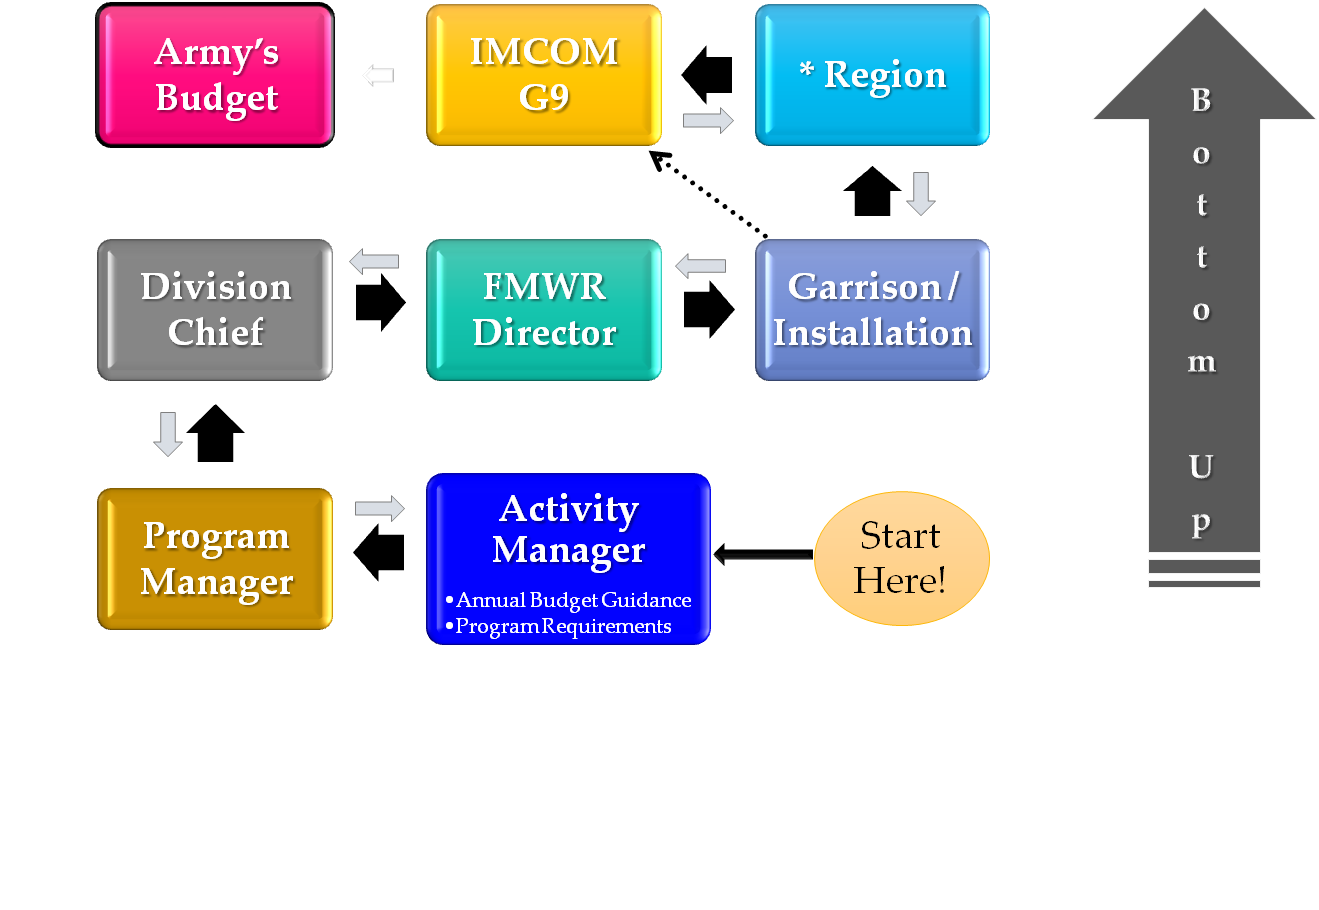 Army’s
Budget
IMCOM
G9
* Region
Division
Chief
FMWR
Director
Garrison /
Installation
Program
Manager
Activity
Manager
•Annual Budget Guidance
•Program Requirements
Start
Here!
B
o
t
t
o
m
U
p